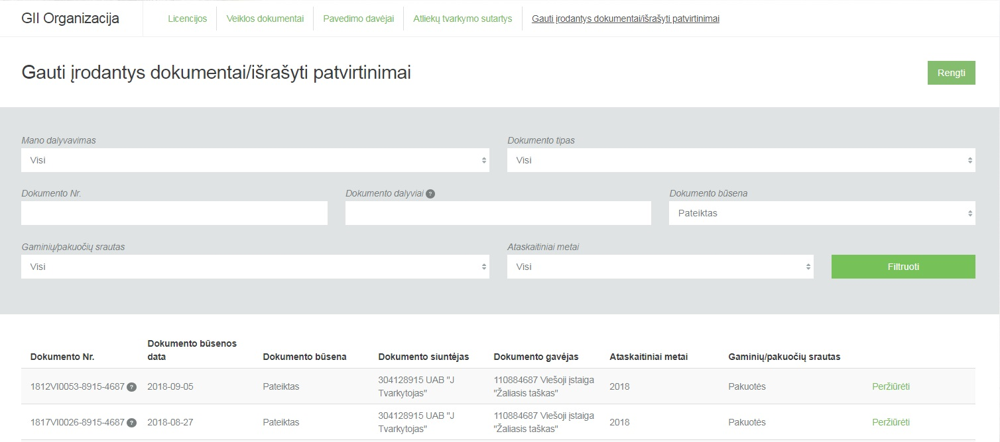 GII Organizacija
Licencijos
Veiklos dokumentai
Pavedimo davėjai
Atliekų tvarkymo sutartys
Gauti įrodantys dokumentai/išrašyti patvirtinimai
Gauti įrodantys dokumentai/išrašyti patvirtinimai
Rengti
Mano dalyvavimas
Dokumento tipas
Visi
Visi
Dokumento Nr.
Dokumento dalyviai ?
Dokumento būsena
Pateiktas
Gaminių/pakuočių srautas
Ataskaitiniai metai
Visi
Visi
Filtruoti
Dokumento Nr.
Dokumento būsenos
data
Dokumento būsena
Dokumento siuntėjas
Dokumento gavėjas
Ataskaitiniai metai
Gaminių/pakuočių srautas
1812VI0053-8915-4687 ?
2018-09-05
Pateiktas
304128915 UAB "J
Tvarkytojas"
110884687 Viešoji įstaiga
"Žaliasis taškas"
2018
Pakuotės
Peržiūrėti
1817VI0026-8915-4687 ?
2018-08-27
Pateiktas
304128915 UAB "J
Tvarkytojas"
110884687 Viešoji įstaiga
"Žaliasis taškas"
2018
Pakuotės
Peržiūrėti